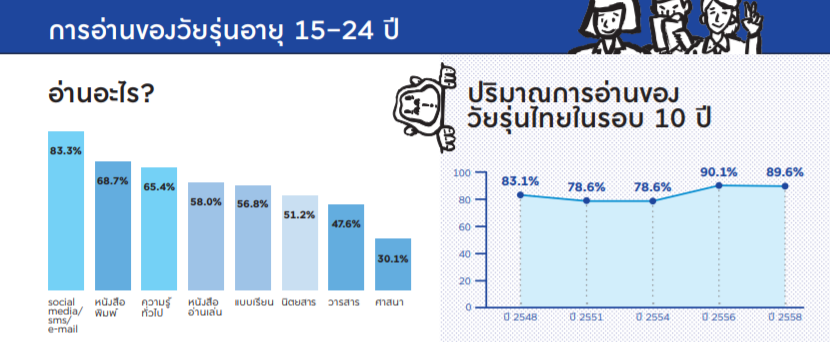 การอ่านของวัยรุ่นอายุ 15–24 ปี
อ่านอะไร?
83.3%
68.7%
65.4%
58.0%
56.8%
51.2%
47.6%
30.1%
social
media/
sms/
e-mail
หนังสือ
พิมพ์
ความรู้
ทั่วไป
หนังสือ
อ่านเล่น
แบบเรียน
นิตยสาร
วารสาร
ศาสนา
ปริมาณการอ่านของ
วัยรุ่นไทยในรอบ 10 ปี
100
80
60
40
20
0
83.1%
78.6%
78.6%
90.1%
89.6%
ปี 2548
ปี 2551
ปี 2554
ปี 2556
ปี 2558